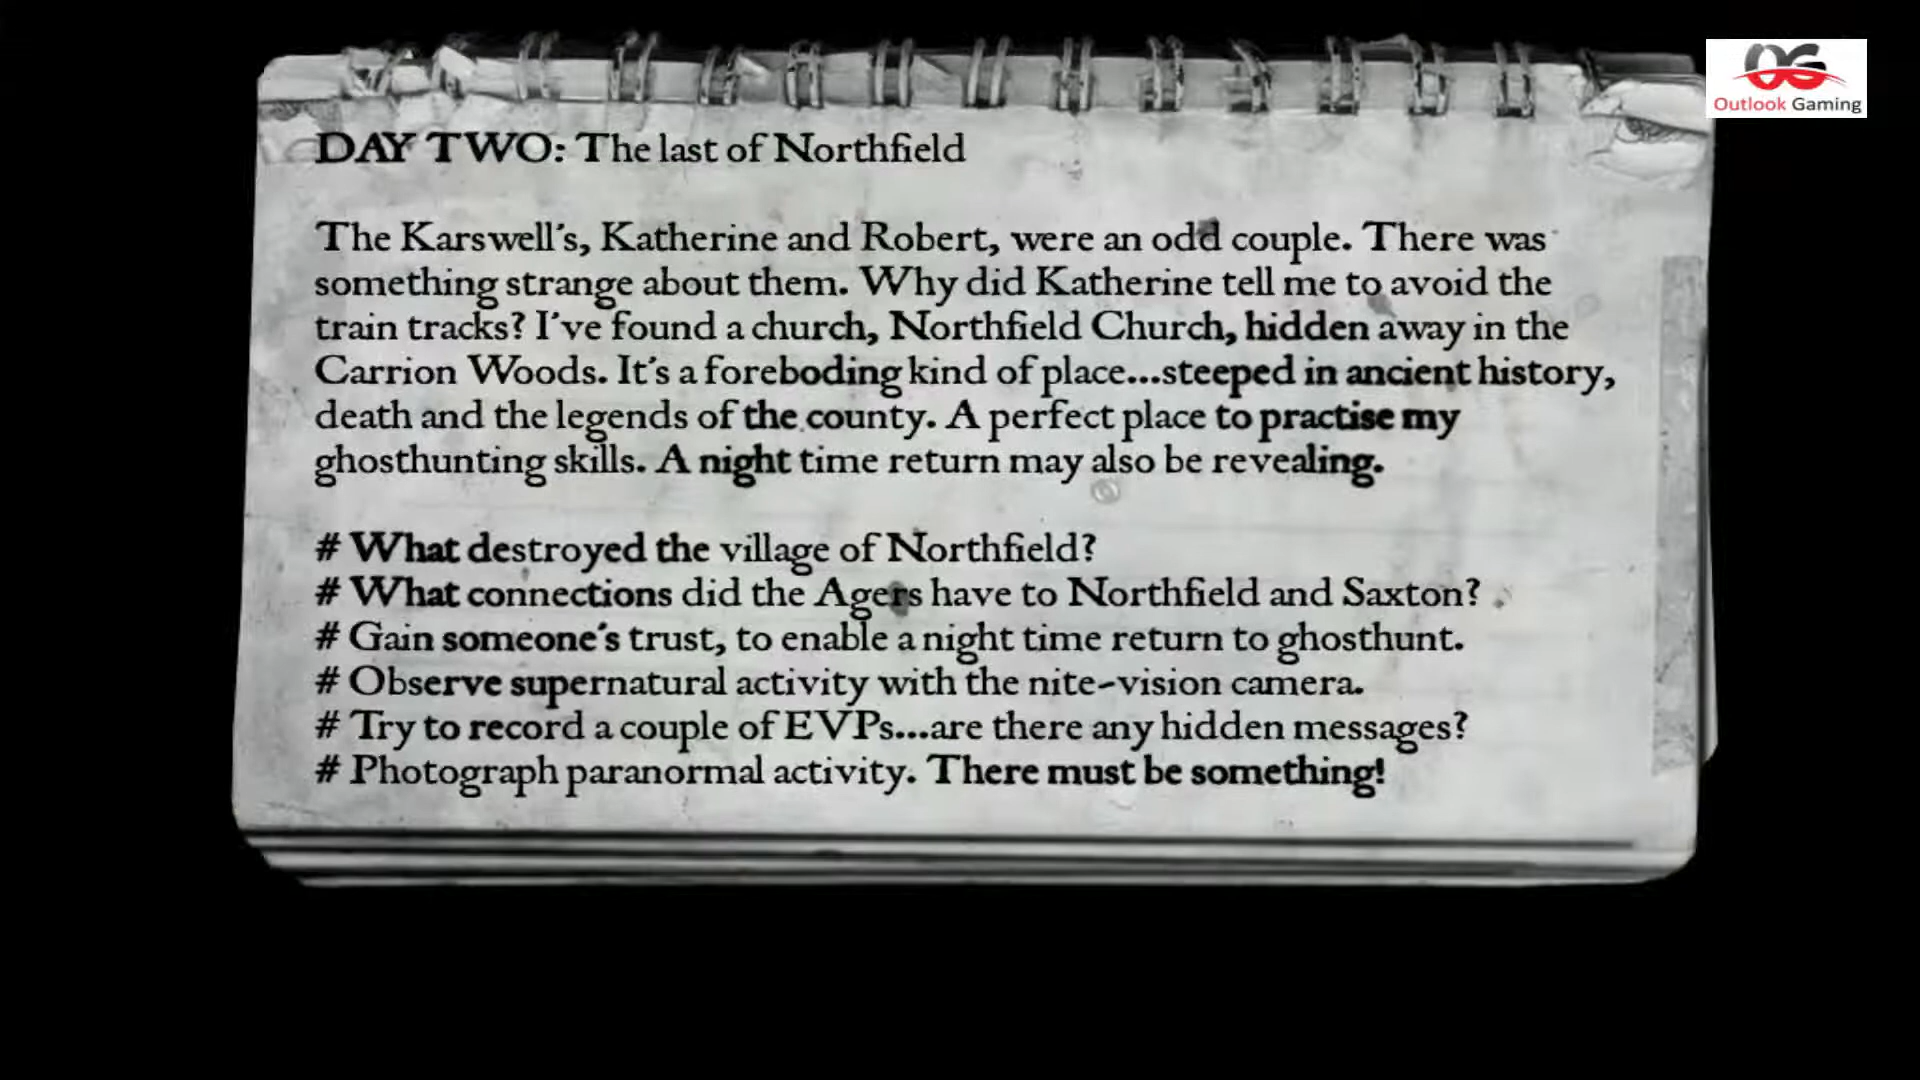 OG
Outlook Gaming
DAY TWO: The last of Northfield
The Karswell's, Katherine and Robert, were an odd couple. There was
something strange about them. Why did Katherine tell me to avoid the
train tracks? I've found a church, Northfield Church, hidden away in the
Carrion Woods. It's a foreboding kind of place...steeped in ancient history,
death and the legends of the county. A perfect place to practise my
ghosthunting skills. A night time return may also be revealing.
# What destroyed the village of Northfield?
# What connections did the Agers have to Northfield and Saxton?
# Gain someone's trust, to enable a night time return to ghosthunt.
# Observe supernatural activity with the nite-vision camera.
# Try to record a couple of EVPs...are there any hidden messages?
# Photograph paranormal activity. There must be something!